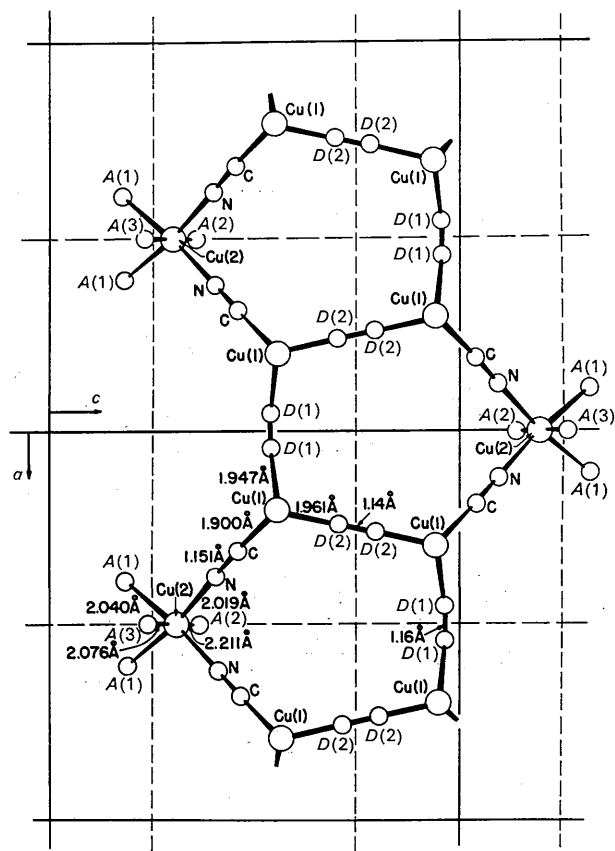 Cu(1)
D(2)
D(2)
C
A(1)
Cu(1)
N
A(3)
A(2)
D(1)
Cu(2)
D(1)
A(1)
N
Cu(1)
C
D(2)
D(2)
Cu(1)
C
N
A(1)
c
D(1)
A(2)
A(3)
Cu(2)
D(1)
a
1.947Å
N
A(1)
Cu(1)
1.961Å
1.14Å
C
1.900Å
Cu(1)
D(2)
D(2)
1.151Å
C
A(1)
Cu(2)
N
2.040Å
2.019Å
D(1)
A(3)
A(2)
1.16Å
2.076Å
2.211Å
D(1)
A(1)
N
C
Cu(1)
Cu(1)
D(2)
D(2)